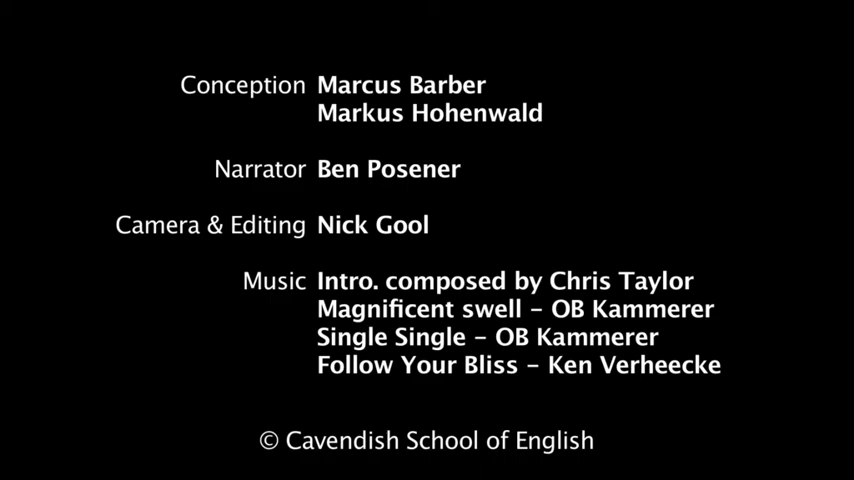 Conception Marcus Barber
Markus Hohenwald
Narrator Ben Posener
Camera & Editing Nick Gool
Music Intro. composed by Chris Taylor
Magnificent swell – OB Kammerer
Single Single – OB Kammerer
Follow Your Bliss – Ken Verheecke
© Cavendish School of English